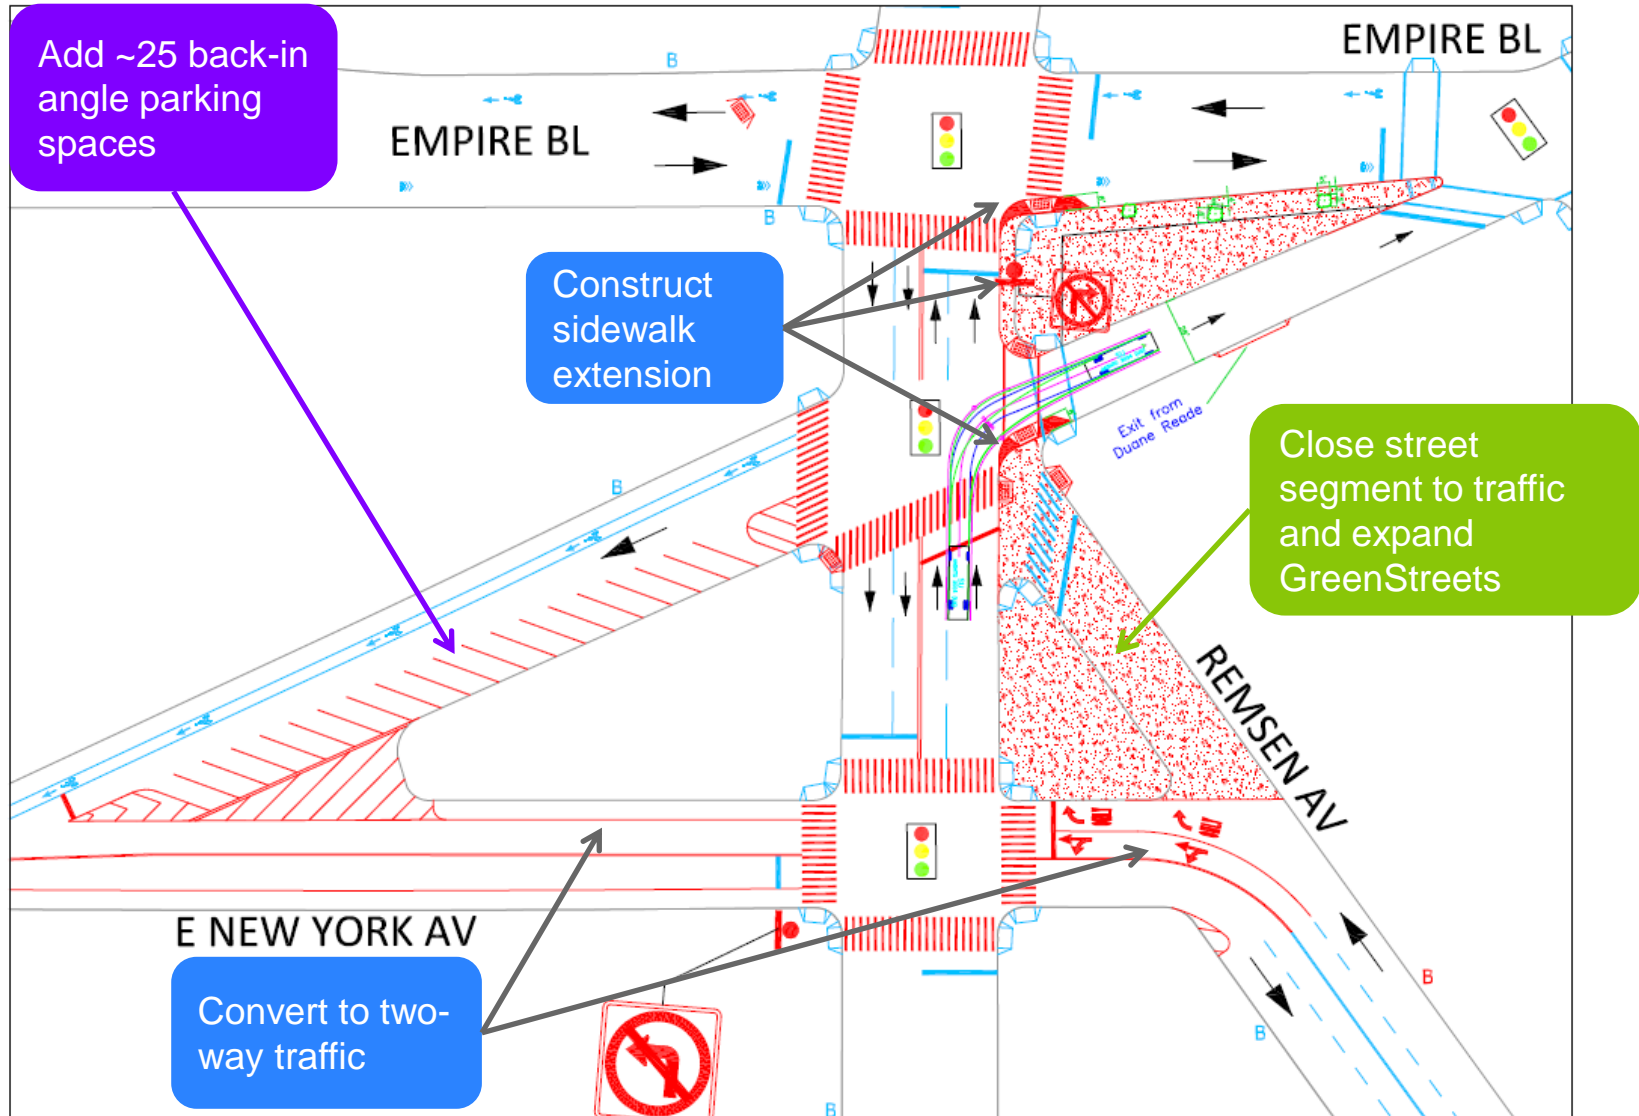 Add ~25 back-in
angle parking
spaces
EMPIRE BL
EMPIRE BL
B
B
Construct
sidewalk
extension
Exit from
Duane Reade
B
Close street
segment to traffic
and expand
GreenStreets
REMSEN AV
E NEW YORK AV
Convert to two-
way traffic
B
B
B